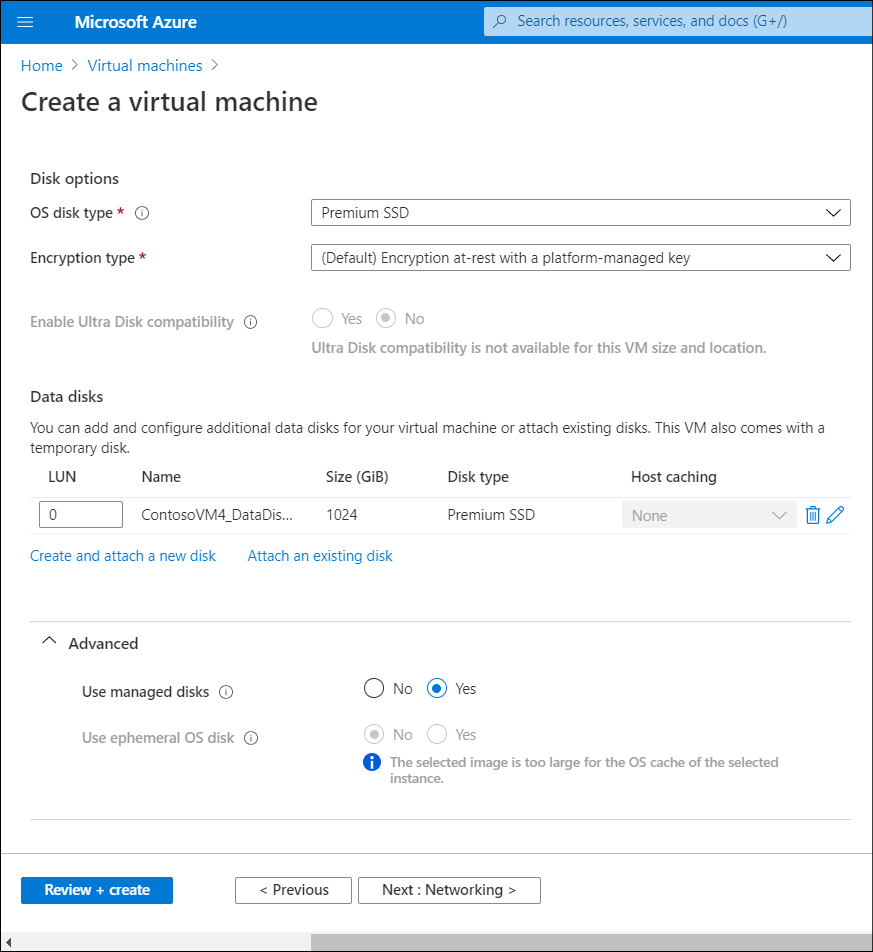 Microsoft Azure
Search resources, services, and docs (G+/)
Home > Virtual machines >
Create a virtual machine
Disk options
OS disk type *
Premium SSD
Encryption type *
(Default) Encryption at-rest with a platform-managed key
Enable Ultra Disk compatibility
Yes No
Ultra Disk compatibility is not available for this VM size and location.
Data disks
You can add and configure additional data disks for your virtual machine or attach existing disks. This VM also comes with a
temporary disk.
LUN Name Size (GiB) Disk type Host caching
0 ContosoVM4_DataDis... 1024 Premium SSD None
Create and attach a new disk Attach an existing disk
Advanced
Use managed disks
No Yes
Use ephemeral OS disk
No Yes
The selected image is too large for the OS cache of the selected
instance.
Review + create < Previous Next : Networking >